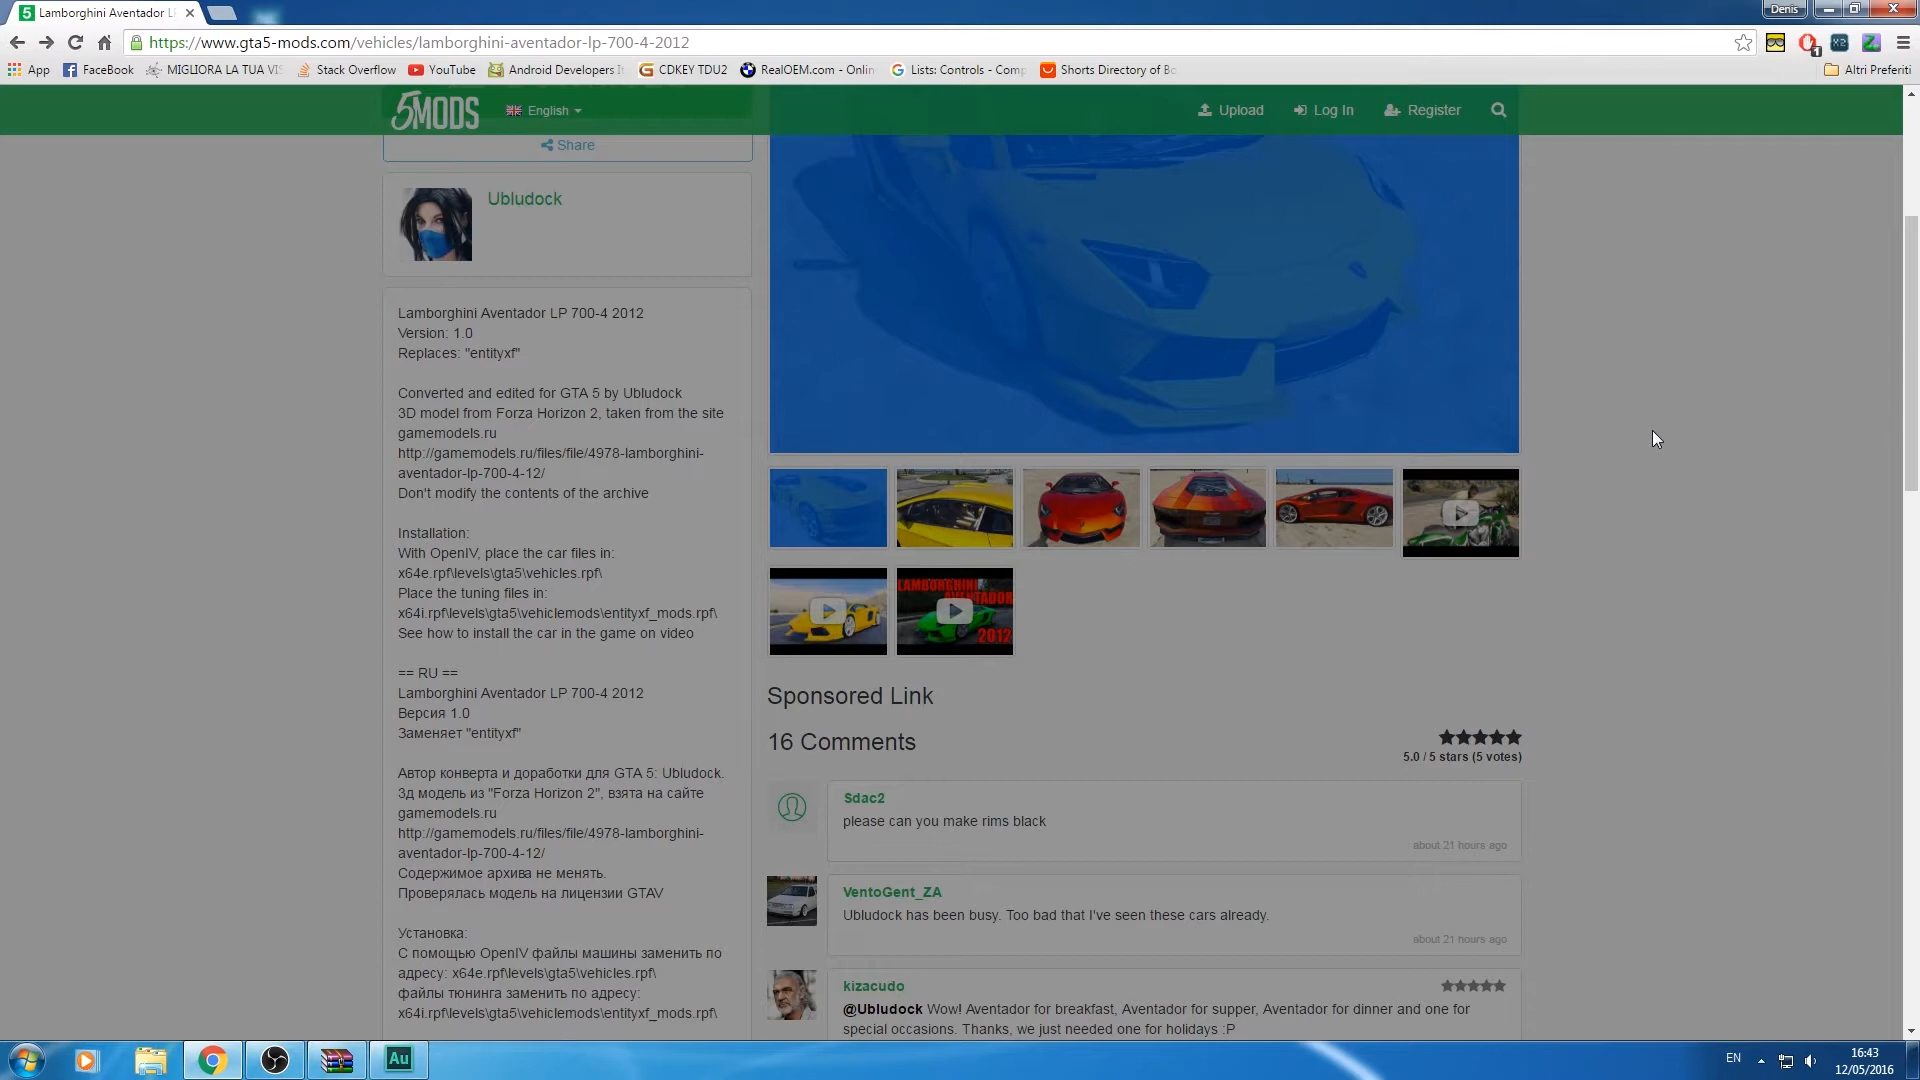 Lamborghini Aventador L
Denis
https://www.gta5-mods.com/vehicles/lamborghini-aventador-lp-700-4-2012
App
FaceBook
MIGLIORA LA TUA VIS
Stack Overflow
YouTube
Android Developers I
CDKEY TDU2
RealOEM.com - Onlin
Lists: Controls - Comp
Shorts Directory of Bo
Altri Preferiti
5MODS
English
Upload
Log In
Register
Share
Ubludock
Lamborghini Aventador LP 700-4 2012
Version: 1.0
Replaces: "entityxf"
Converted and edited for GTA 5 by Ubludock
3D model from Forza Horizon 2, taken from the site
gamemodels.ru
http://gamemodels.ru/files/file/4978-lamborghini-
aventador-lp-700-4-12/
Don't modify the contents of the archive
Installation:
With OpenIV, place the car files in:
x64e.rpf\levels\gta5\vehicles.rpf\
Place the tuning files in:
x64i.rpf\levels\gta5\vehiclemods\entityxf_mods.rpf\
See how to install the car in the game on video
== RU ==
Lamborghini Aventador LP 700-4 2012
Версия 1.0
Заменяет "entityxf"
Автор конверта и доработки для GTA 5: Ubludock.
3д модель из "Forza Horizon 2", взята на сайте
gamemodels.ru
http://gamemodels.ru/files/file/4978-lamborghini-
aventador-lp-700-4-12/
Содержимое архива не менять.
Проверялась модель на лицензии GTAV
Установка:
С помощью OpenIV файлы машины заменить по
адресу: x64e.rpf\levels\gta5\vehicles.rpf\
файлы тюнинга заменить по адресу:
x64i.rpf\levels\gta5\vehiclemods\entityxf_mods.rpf\
LAMBORGHINI
AVENTADOR
2012
Sponsored Link
16 Comments
5.0 / 5 stars (5 votes)
Sdac2
please can you make rims black
about 21 hours ago
VentoGent_ZA
Ubludock has been busy. Too bad that I've seen these cars already.
about 21 hours ago
kizacudo
@Ubludock Wow! Aventador for breakfast, Aventador for supper, Aventador for dinner and one for
special occasions. Thanks, we just needed one for holidays :P
Au
EN
16:43
12/05/2016